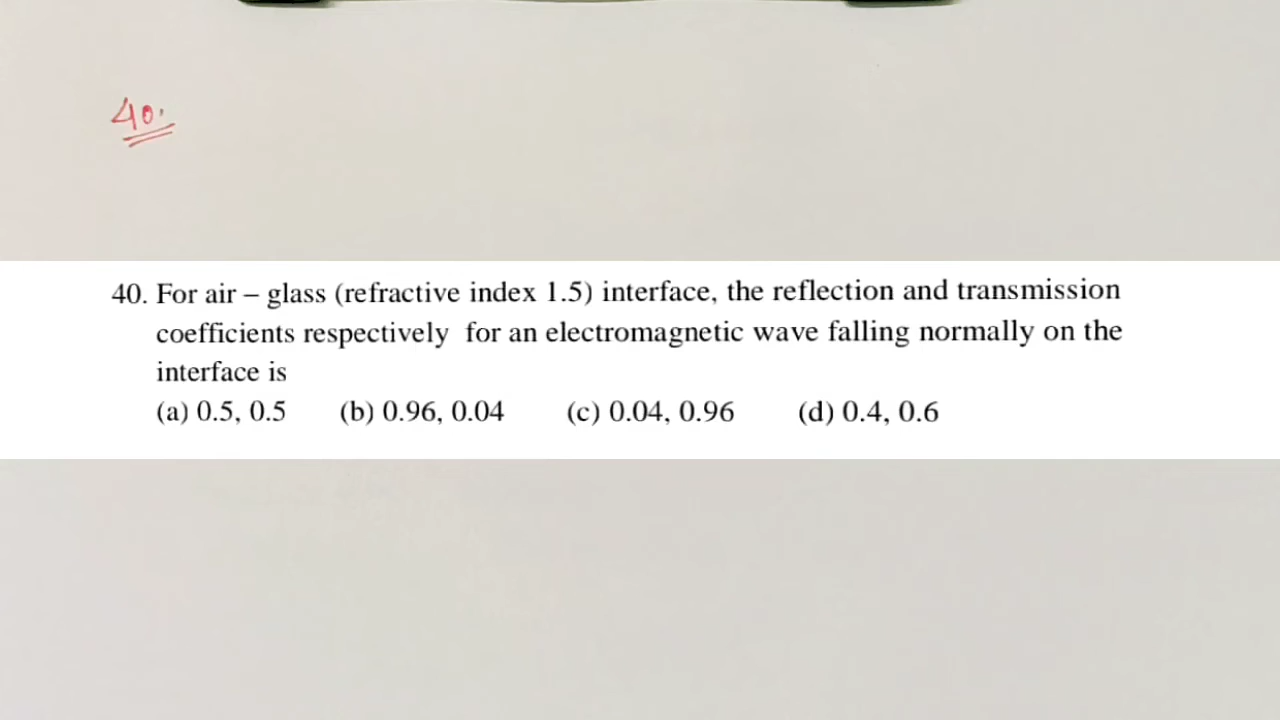 40.
40. For air – glass (refractive index 1.5) interface, the reflection and transmission
coefficients respectively for an electromagnetic wave falling normally on the
interface is
(a) 0.5, 0.5 (b) 0.96, 0.04 (c) 0.04, 0.96 (d) 0.4, 0.6